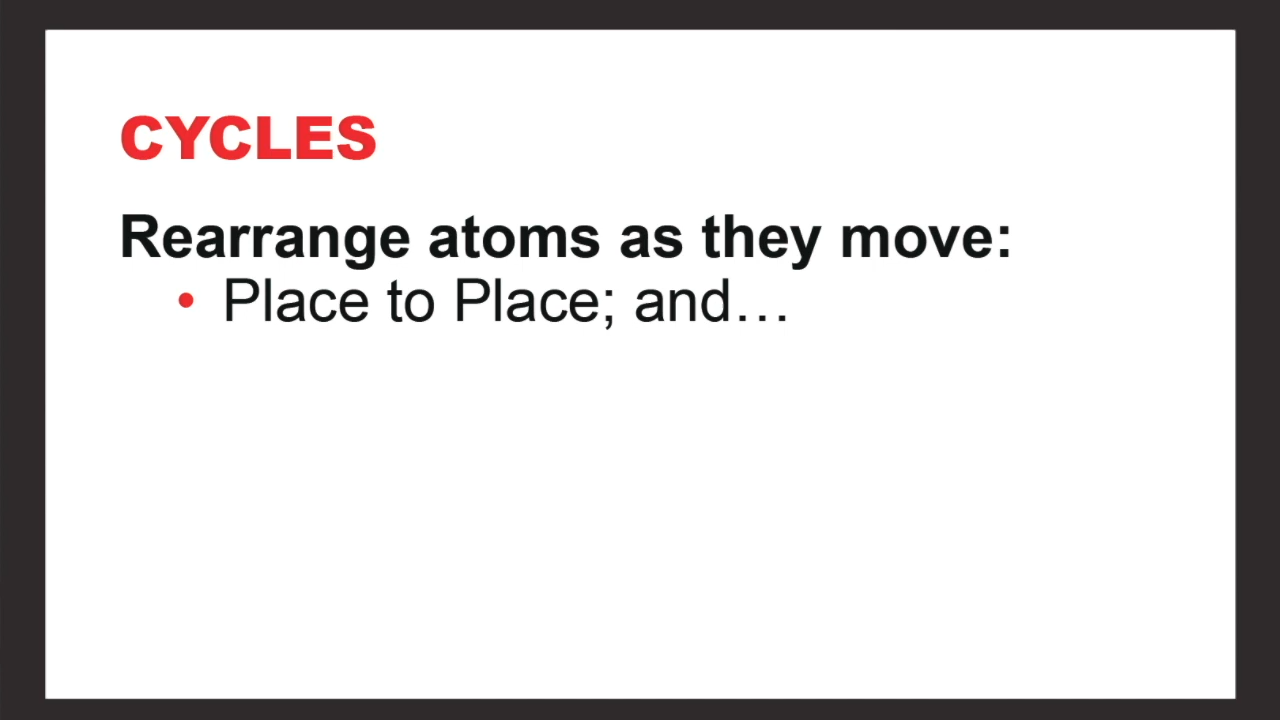 CYCLES
Rearrange atoms as they move:
• Place to Place; and…